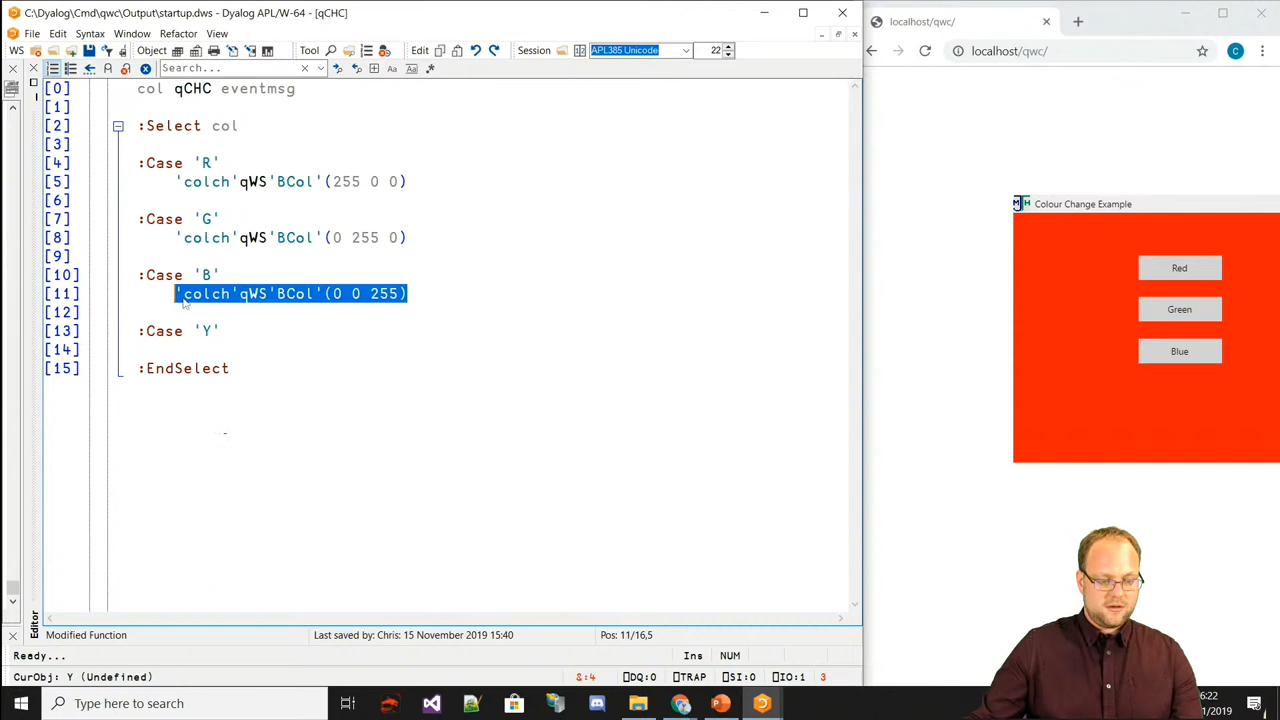 C:\Dyalog\Cmd\qwc\Output\startup.dws - Dyalog APL/W-64 - [qCHC]
File Edit Syntax Window Refactor View
WS Object Tool Edit Session APL385 Unicode 22
Search...
[0] col qCHC eventmsg
[1]
[2] :Select col
[3]
[4] :Case 'R'
[5] 'colch'qWS'BCol'(255 0 0)
[6]
[7] :Case 'G'
[8] 'colch'qWS'BCol'(0 255 0)
[9]
[10] :Case 'B'
[11] 'colch'qWS'BCol'(0 0 255)
[12]
[13] :Case 'Y'
[14]
[15] :EndSelect
Editor
Modified Function Last saved by: Chris: 15 November 2019 15:40 Pos: 11/16,5
Ready... Ins NUM
CurObj: Y (Undefined) &:4 ⎕DQ:0 ⎕TRAP ⎕SI:0 ⎕IO:1 3
localhost/qwc/
localhost/qwc/ C
Colour Change Example
Red
Green
Blue
Type here to search